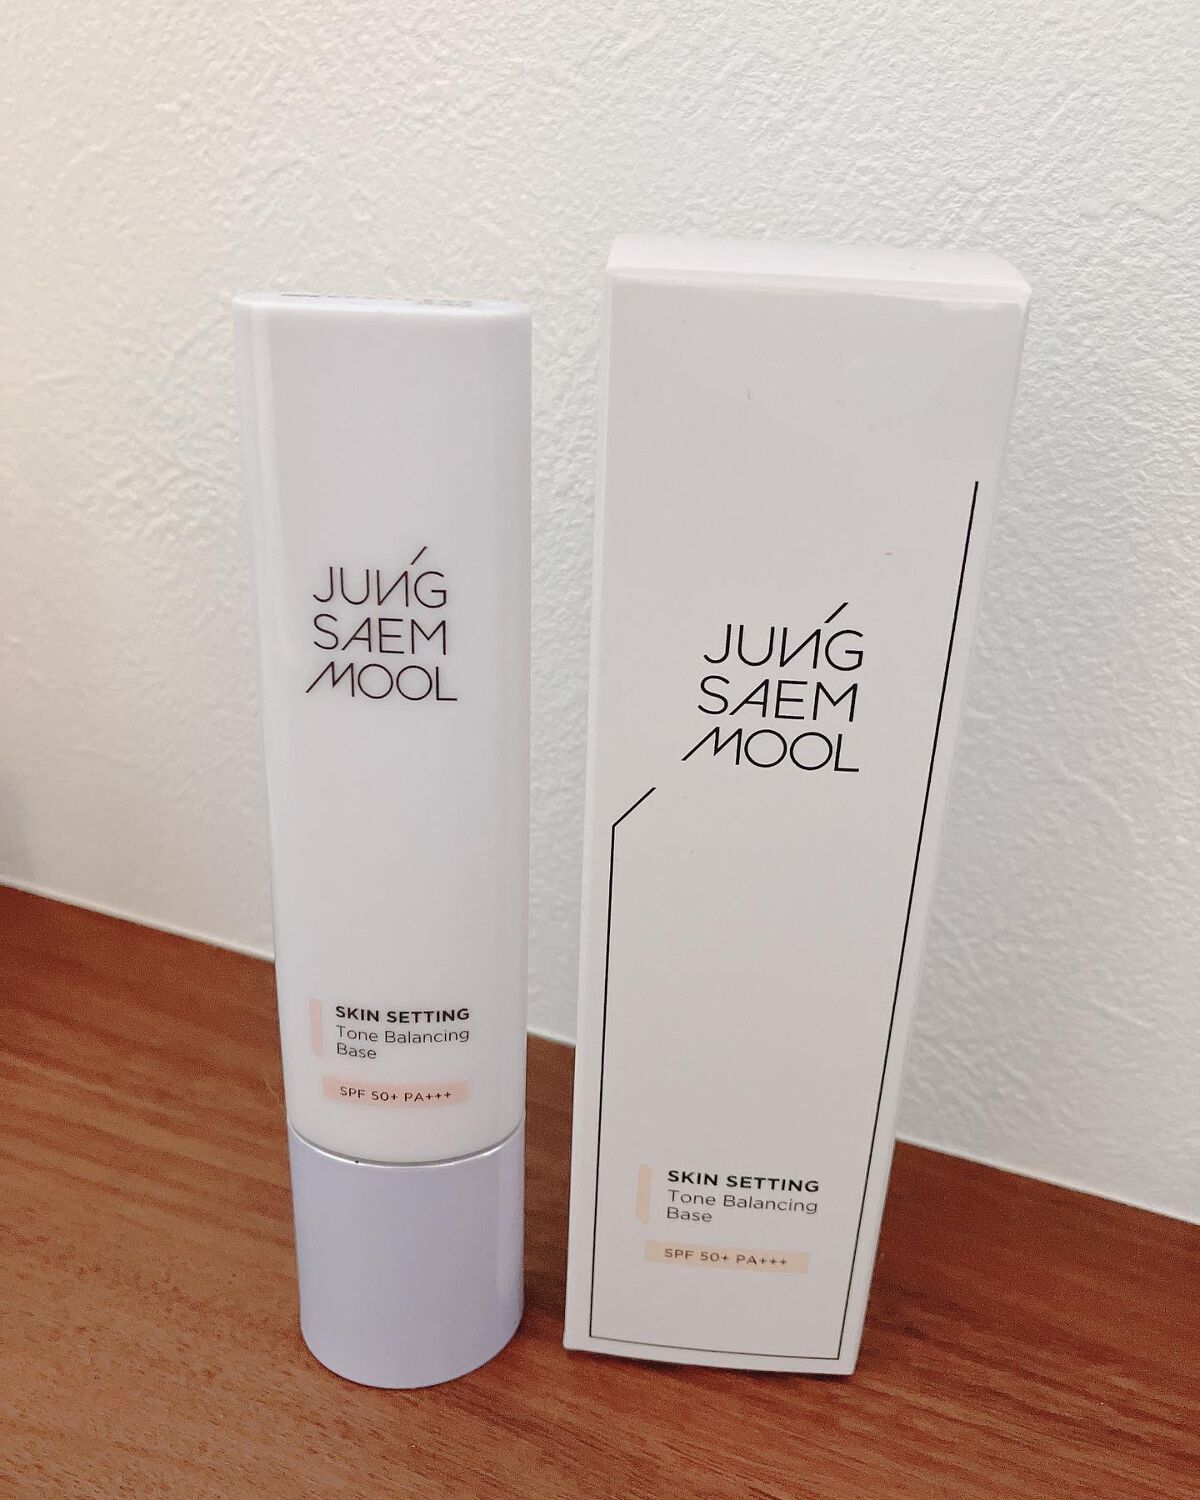 JUNG
SAEM
MOOL
SKIN SETTING
Tone Balancing
Base
SPF 50+ PA+++
JUNG
SAEM
MOOL
SKIN SETTING
Tone Balancing
Base
SPF 50+ PA+++